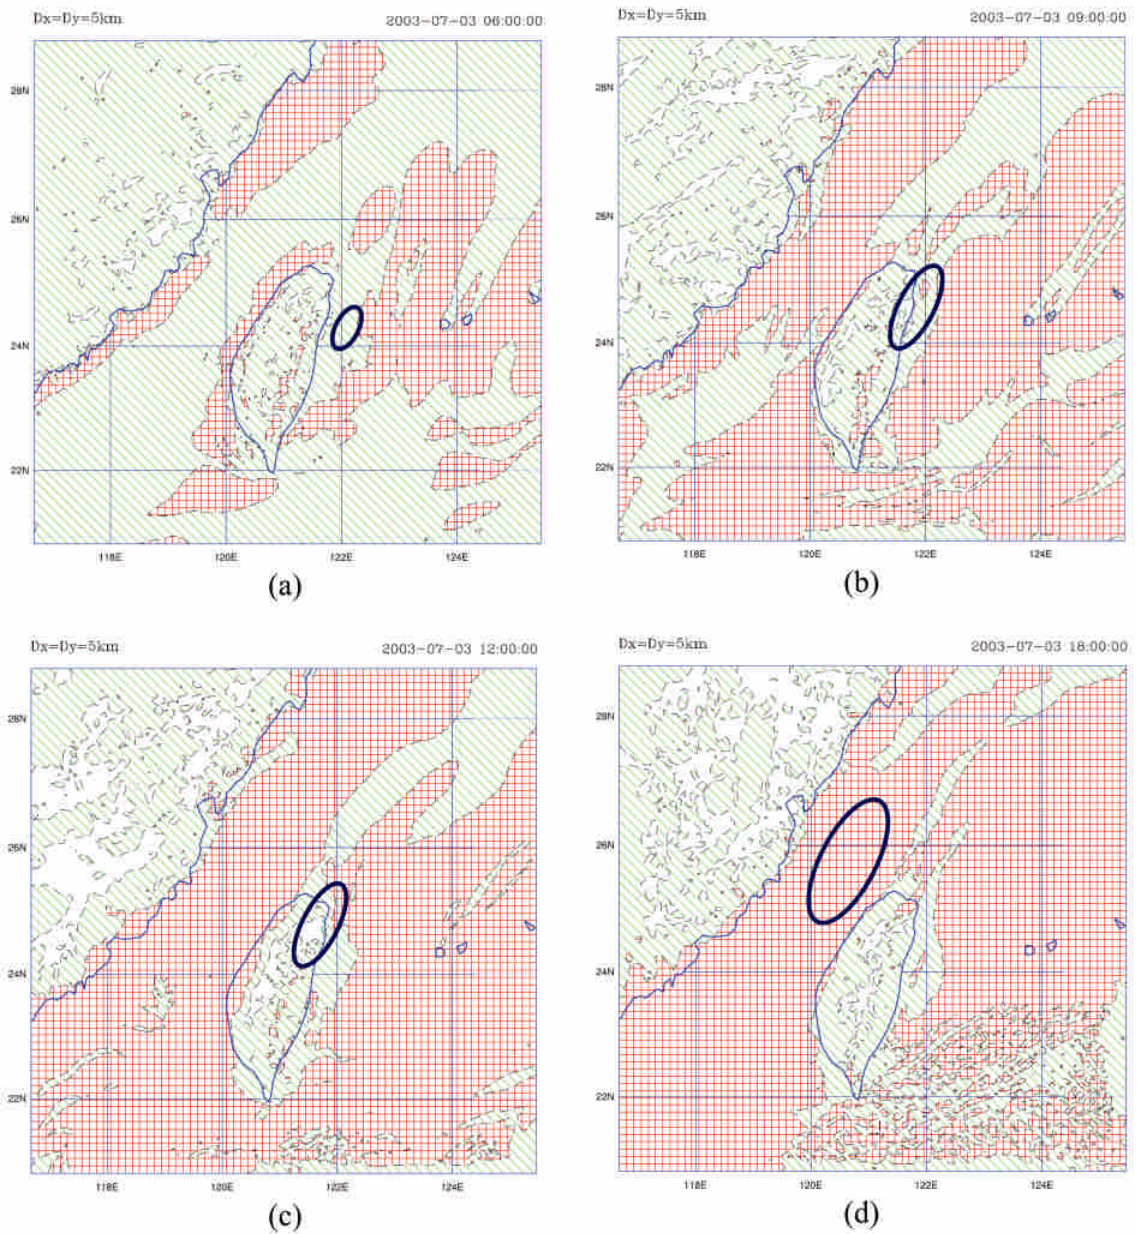 Dx=Dy=5km 2003-07-03 06:00:00
28N
26N
24N
22N
118E 120E 122E 124E
(a)
Dx=Dy=5km 2003-07-03 09:00:00
28N
26N
24N
22N
118E 120E 122E 124E
(b)
Dx=Dy=5km 2003-07-03 12:00:00
28N
26N
24N
22N
118E 120E 122E 124E
(c)
Dx=Dy=5km 2003-07-03 18:00:00
28N
26N
24N
22N
118E 120E 122E 124E
(d)